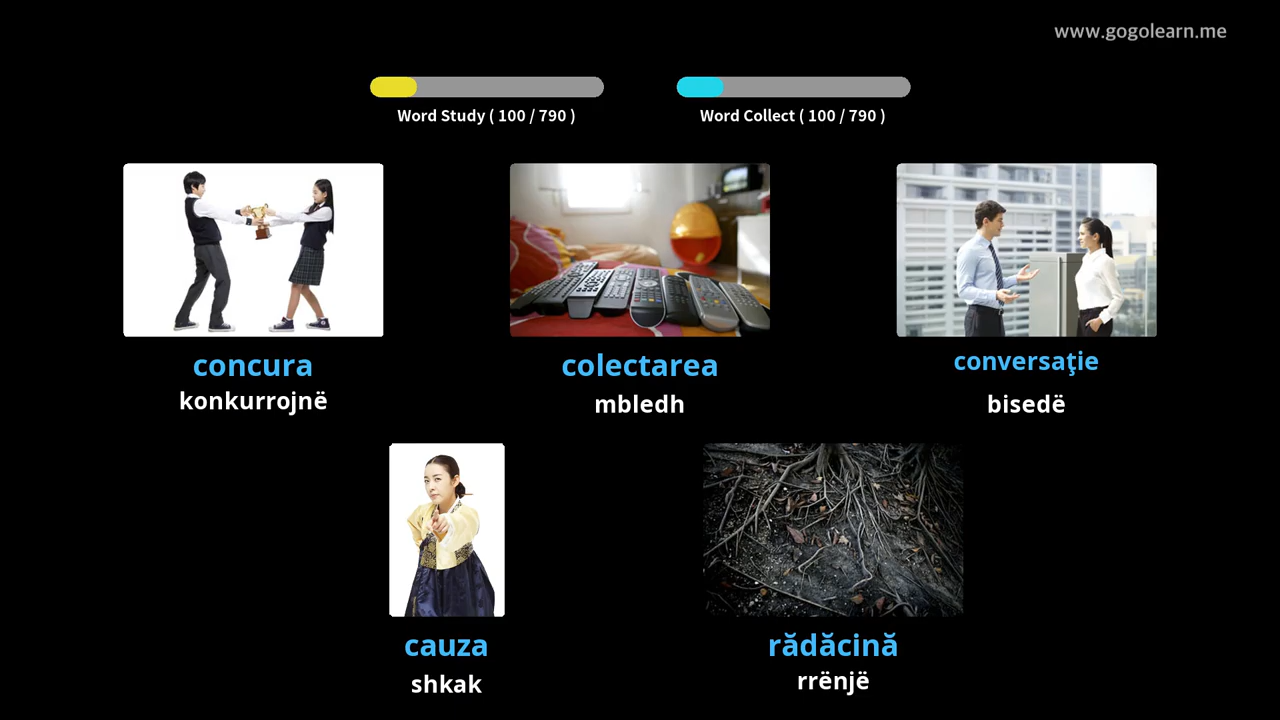 www.gogolearn.me
Word Study ( 100 / 790 )
Word Collect ( 100 / 790 )
concura
konkurrojnë
colectarea
mbledh
conversaţie
bisedë
cauza
shkak
rădăcină
rrënjë